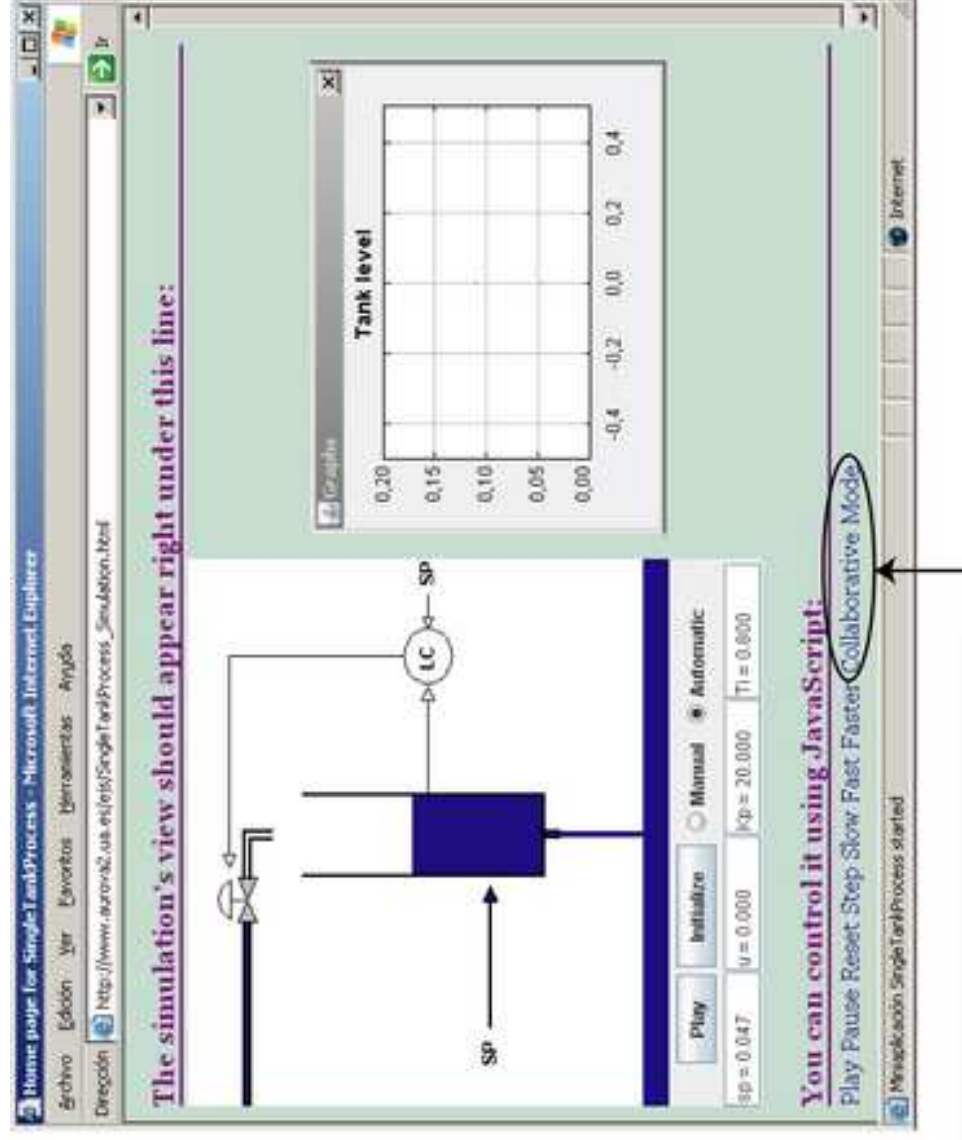 Home page for SingleTankProcess - Microsoft Internet Explorer
Archivo Edición Ver Favoritos Herramientas Ayuda
Dirección http://www.aurova2.ua.es/ejs/SingleTankProcess_Simulation.html Ir
The simulation's view should appear right under this line:
SP
LC
SP
Graphs
Tank level
0,20
0,15
0,10
0,05
0,00
-0,4 -0,2 0,0 0,2 0,4
Play Initialize Manual Automatic
sp = 0.047 u = 0.000 Kp = 20.000 Ti = 0.800
You can control it using JavaScript:
Play Pause Reset Step Slow Fast Faster Collaborative Mode
Miniaplicación SingleTankProcess started Internet